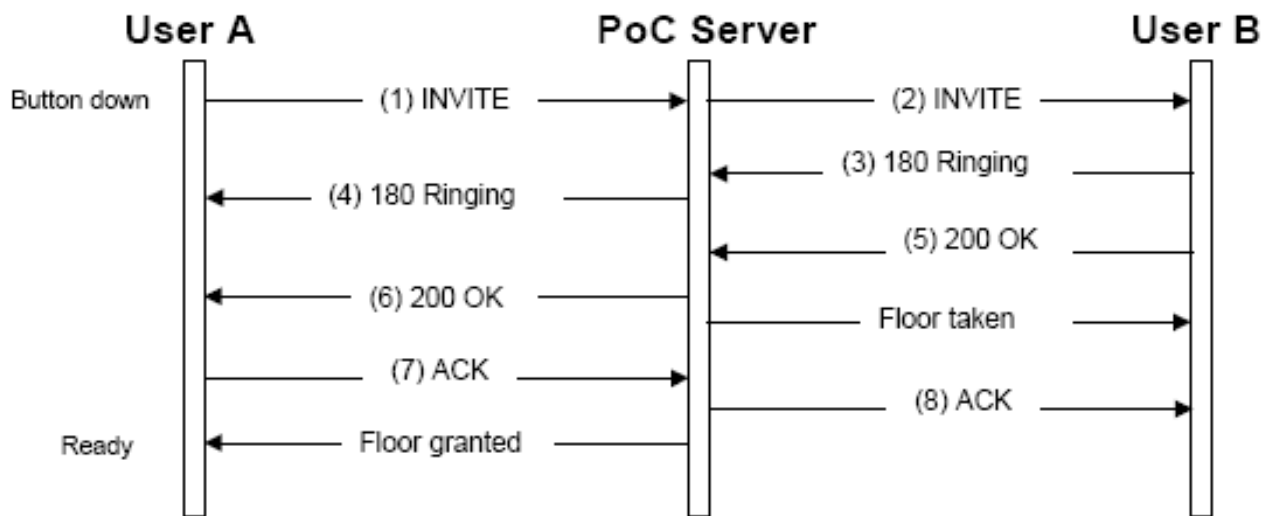 User A PoC Server User B
Button down (1) INVITE (2) INVITE
(3) 180 Ringing
(4) 180 Ringing
(5) 200 OK
(6) 200 OK
Floor taken
(7) ACK
(8) ACK
Ready Floor granted